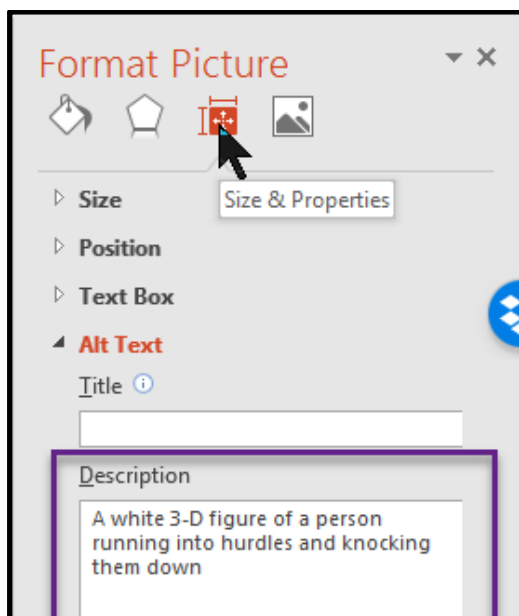 Format Picture
Size & Properties
Size
Position
Text Box
Alt Text
Title
Description
A white 3-D figure of a person
running into hurdles and knocking
them down